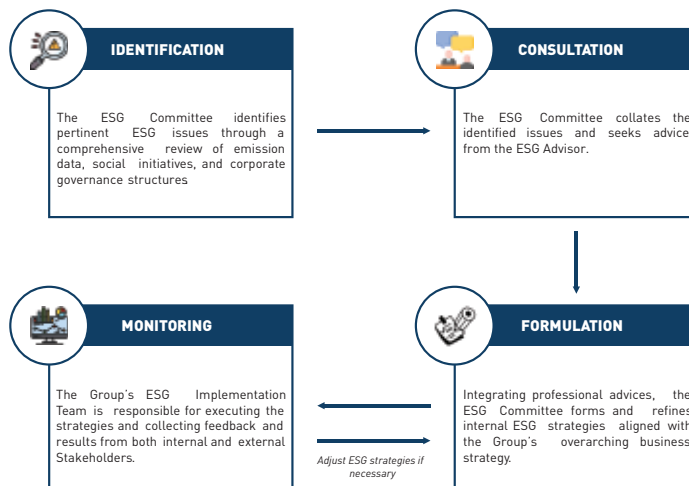 IDENTIFICATION
The ESG Committee identifies
pertinent ESG issues through a
comprehensive review of emission
data, social initiatives, and corporate
governance structures
CONSULTATION
The ESG Committee collates the
identified issues and seeks advice
from the ESG Advisor.
MONITORING
The Group's ESG Implementation
Team is responsible for executing the
strategies and collecting feedback and
results from both internal and external
Stakeholders.
Adjust ESG strategies if
necessary
FORMULATION
Integrating professional advices, the
ESG Committee forms and refines
internal ESG strategies aligned with
the Group's overarching business
strategy.